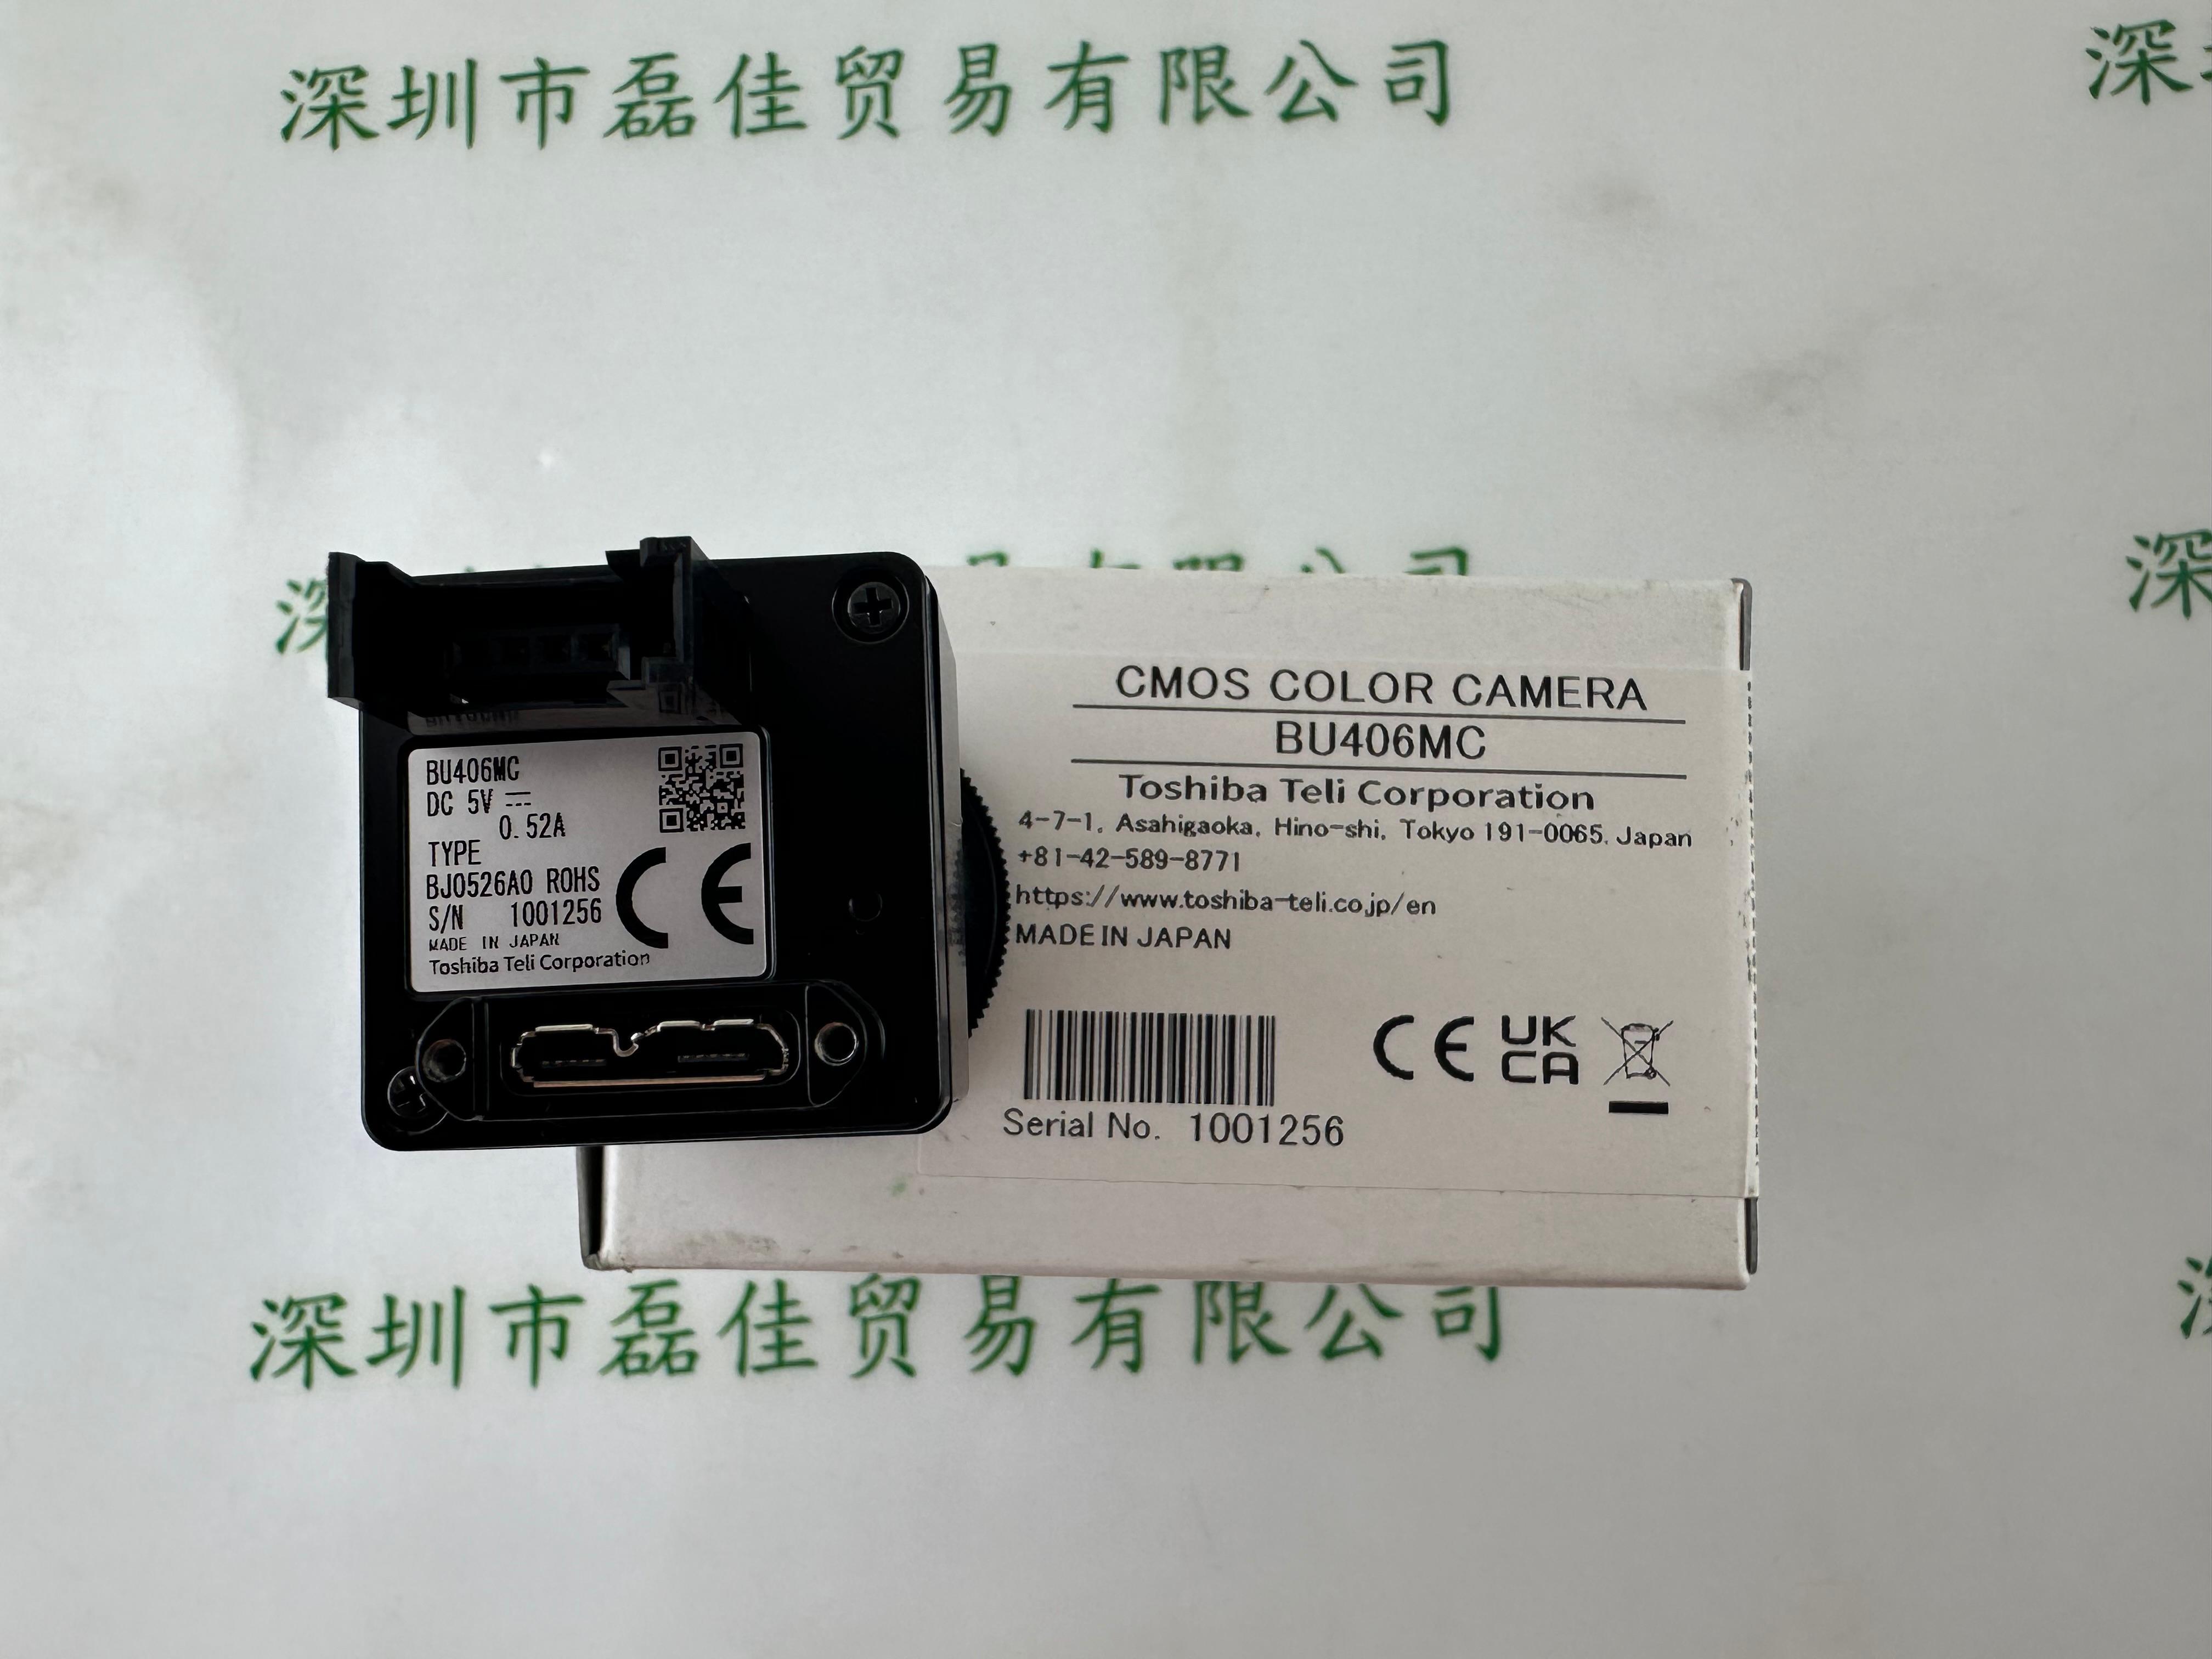 深圳市磊佳贸易有限公司
深
深
深
BU406MC
DC 5V
0.52A
TYPE
BJ0526A0 ROHS
S/N 1001256
MADE IN JAPAN
Toshiba Teli Corporation
CE
CMOS COLOR CAMERA
BU406MC
Toshiba Teli Corporation
4-7-1, Asahigaoka, Hino-shi, Tokyo 191-0065, Japan
+81-42-589-8771
https://www.toshiba-teli.co.jp/en
MADE IN JAPAN
CE UK CA
Serial No. 1001256
深圳市磊佳贸易有限公司